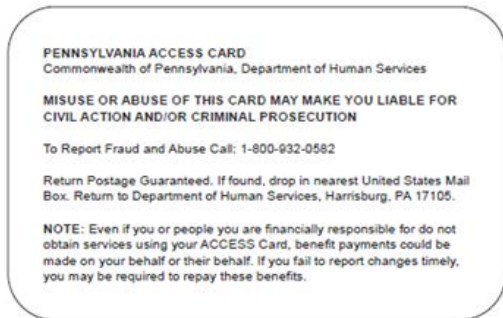 PENNSYLVANIA ACCESS CARD
Commonwealth of Pennsylvania, Department of Human Services
MISUSE OR ABUSE OF THIS CARD MAY MAKE YOU LIABLE FOR
CIVIL ACTION AND/OR CRIMINAL PROSECUTION
To Report Fraud and Abuse Call: 1-800-932-0582
Return Postage Guaranteed. If found, drop in nearest United States Mail
Box. Return to Department of Human Services, Harrisburg, PA 17105.
NOTE: Even if you or people you are financially responsible for do not
obtain services using your ACCESS Card, benefit payments could be
made on your behalf or their behalf. If you fail to report changes timely,
you may be required to repay these benefits.